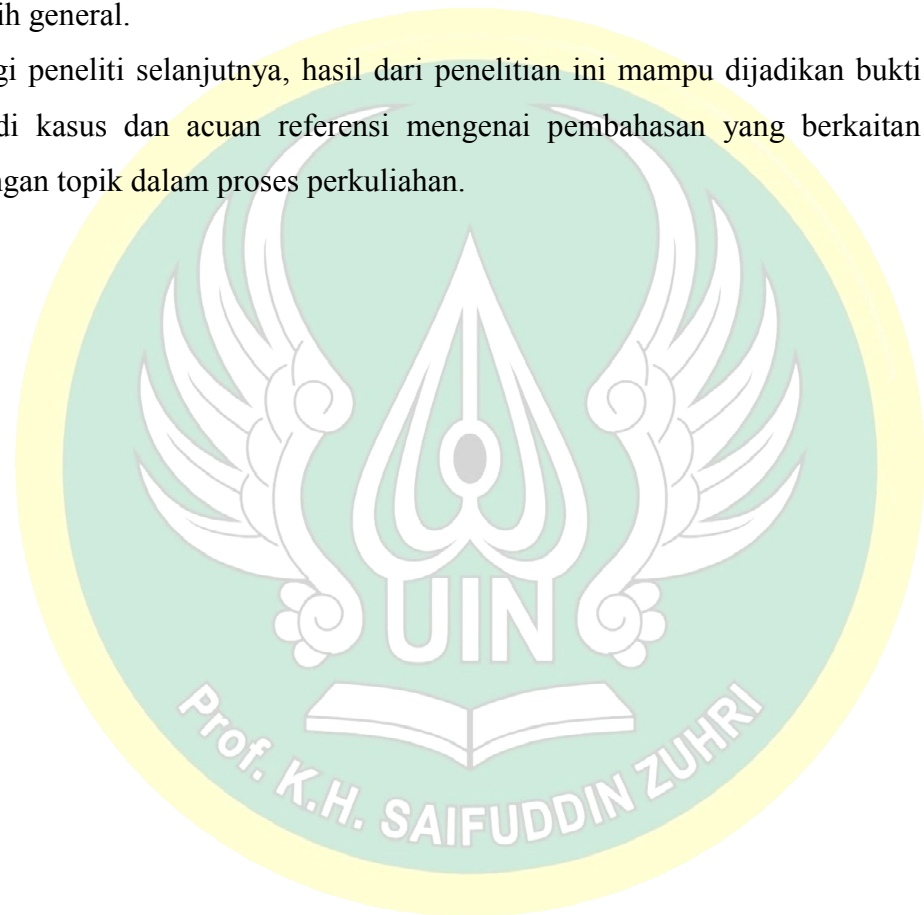 ih general.
gi peneliti selanjutnya, hasil dari penelitian ini mampu dijadikan bukti
di kasus dan acuan referensi mengenai pembahasan yang berkaitan
ngan topik dalam proses perkuliahan.
UIN
Prof. K.H. SAIFUDDIN ZUHRI